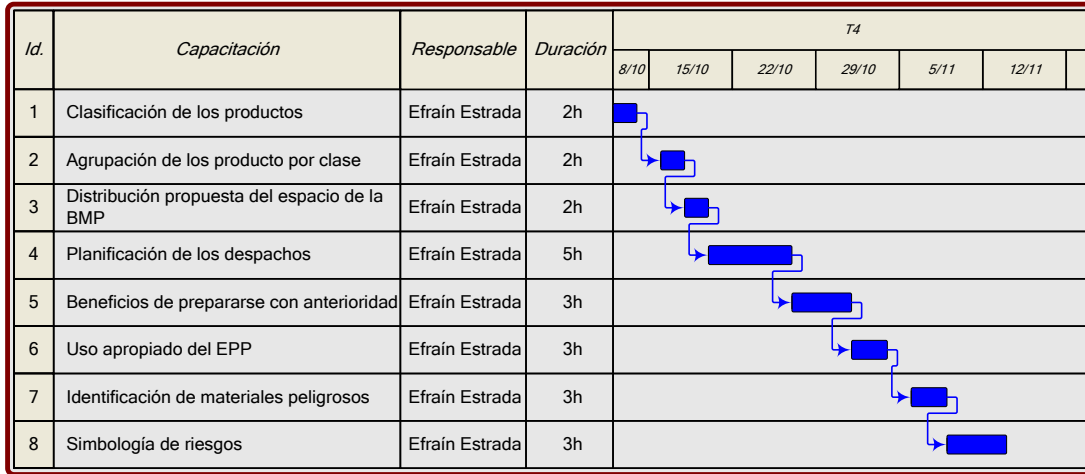 Id.
Capacitación
Responsable
Duración
T4
8/10 15/10 22/10 29/10 5/11 12/11
1 Clasificación de los productos Efraín Estrada 2h
2 Agrupación de los producto por clase Efraín Estrada 2h
3 Distribución propuesta del espacio de la
BMP Efraín Estrada 2h
4 Planificación de los despachos Efraín Estrada 5h
5 Beneficios de prepararse con anterioridad Efraín Estrada 3h
6 Uso apropiado del EPP Efraín Estrada 3h
7 Identificación de materiales peligrosos Efraín Estrada 3h
8 Simbología de riesgos Efraín Estrada 3h